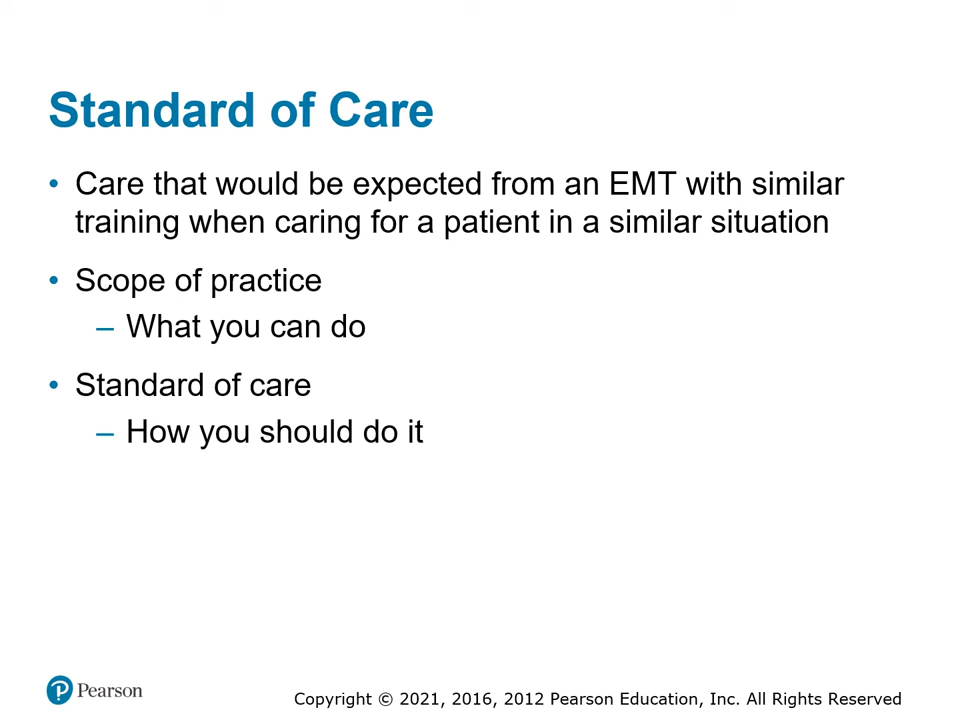 Standard of Care
• Care that would be expected from an EMT with similar
training when caring for a patient in a similar situation
• Scope of practice
– What you can do
• Standard of care
– How you should do it
Pearson
Copyright © 2021, 2016, 2012 Pearson Education, Inc. All Rights Reserved